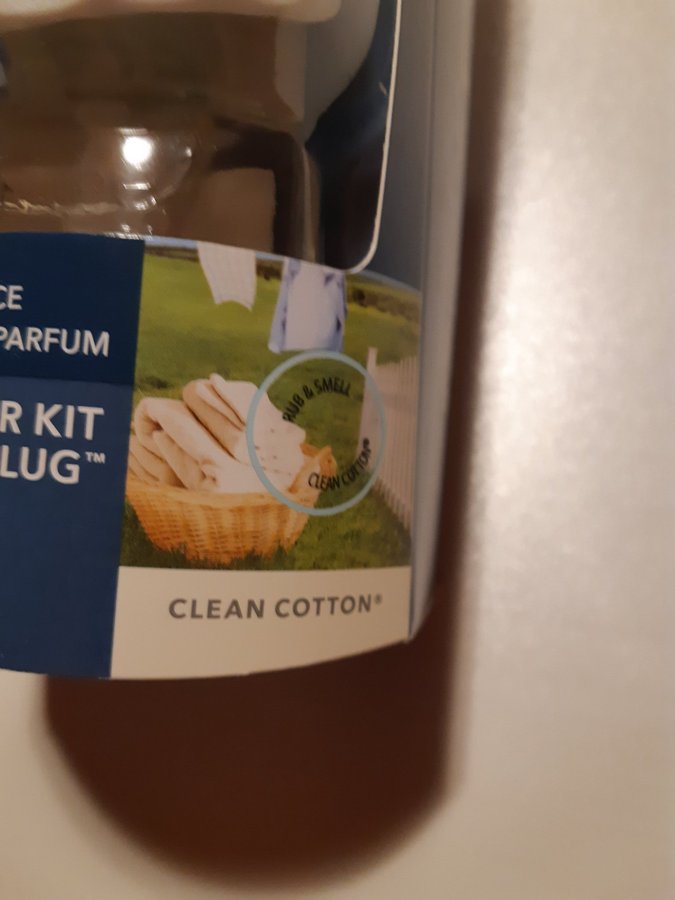 CE
PARFUM
R KIT
LUG™
RUB & SMELL
CLEAN COTTON®
CLEAN COTTON®